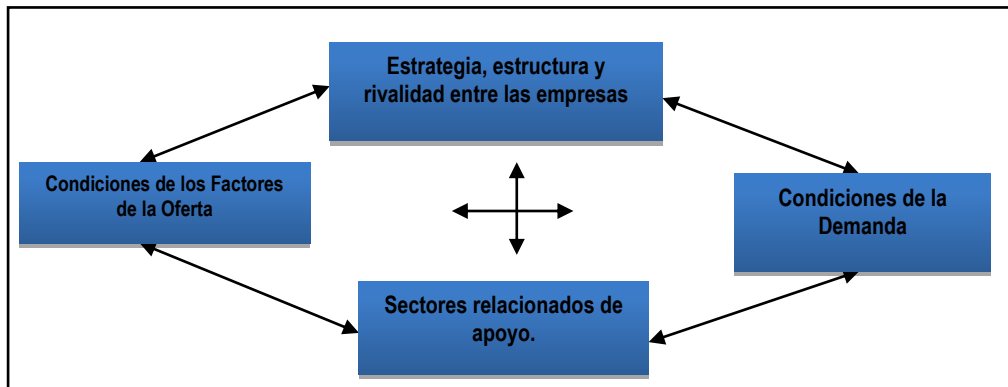 Estrategia, estructura y
rivalidad entre las empresas
Condiciones de los Factores
de la Oferta
Condiciones de la
Demanda
Sectores relacionados de
apoyo.